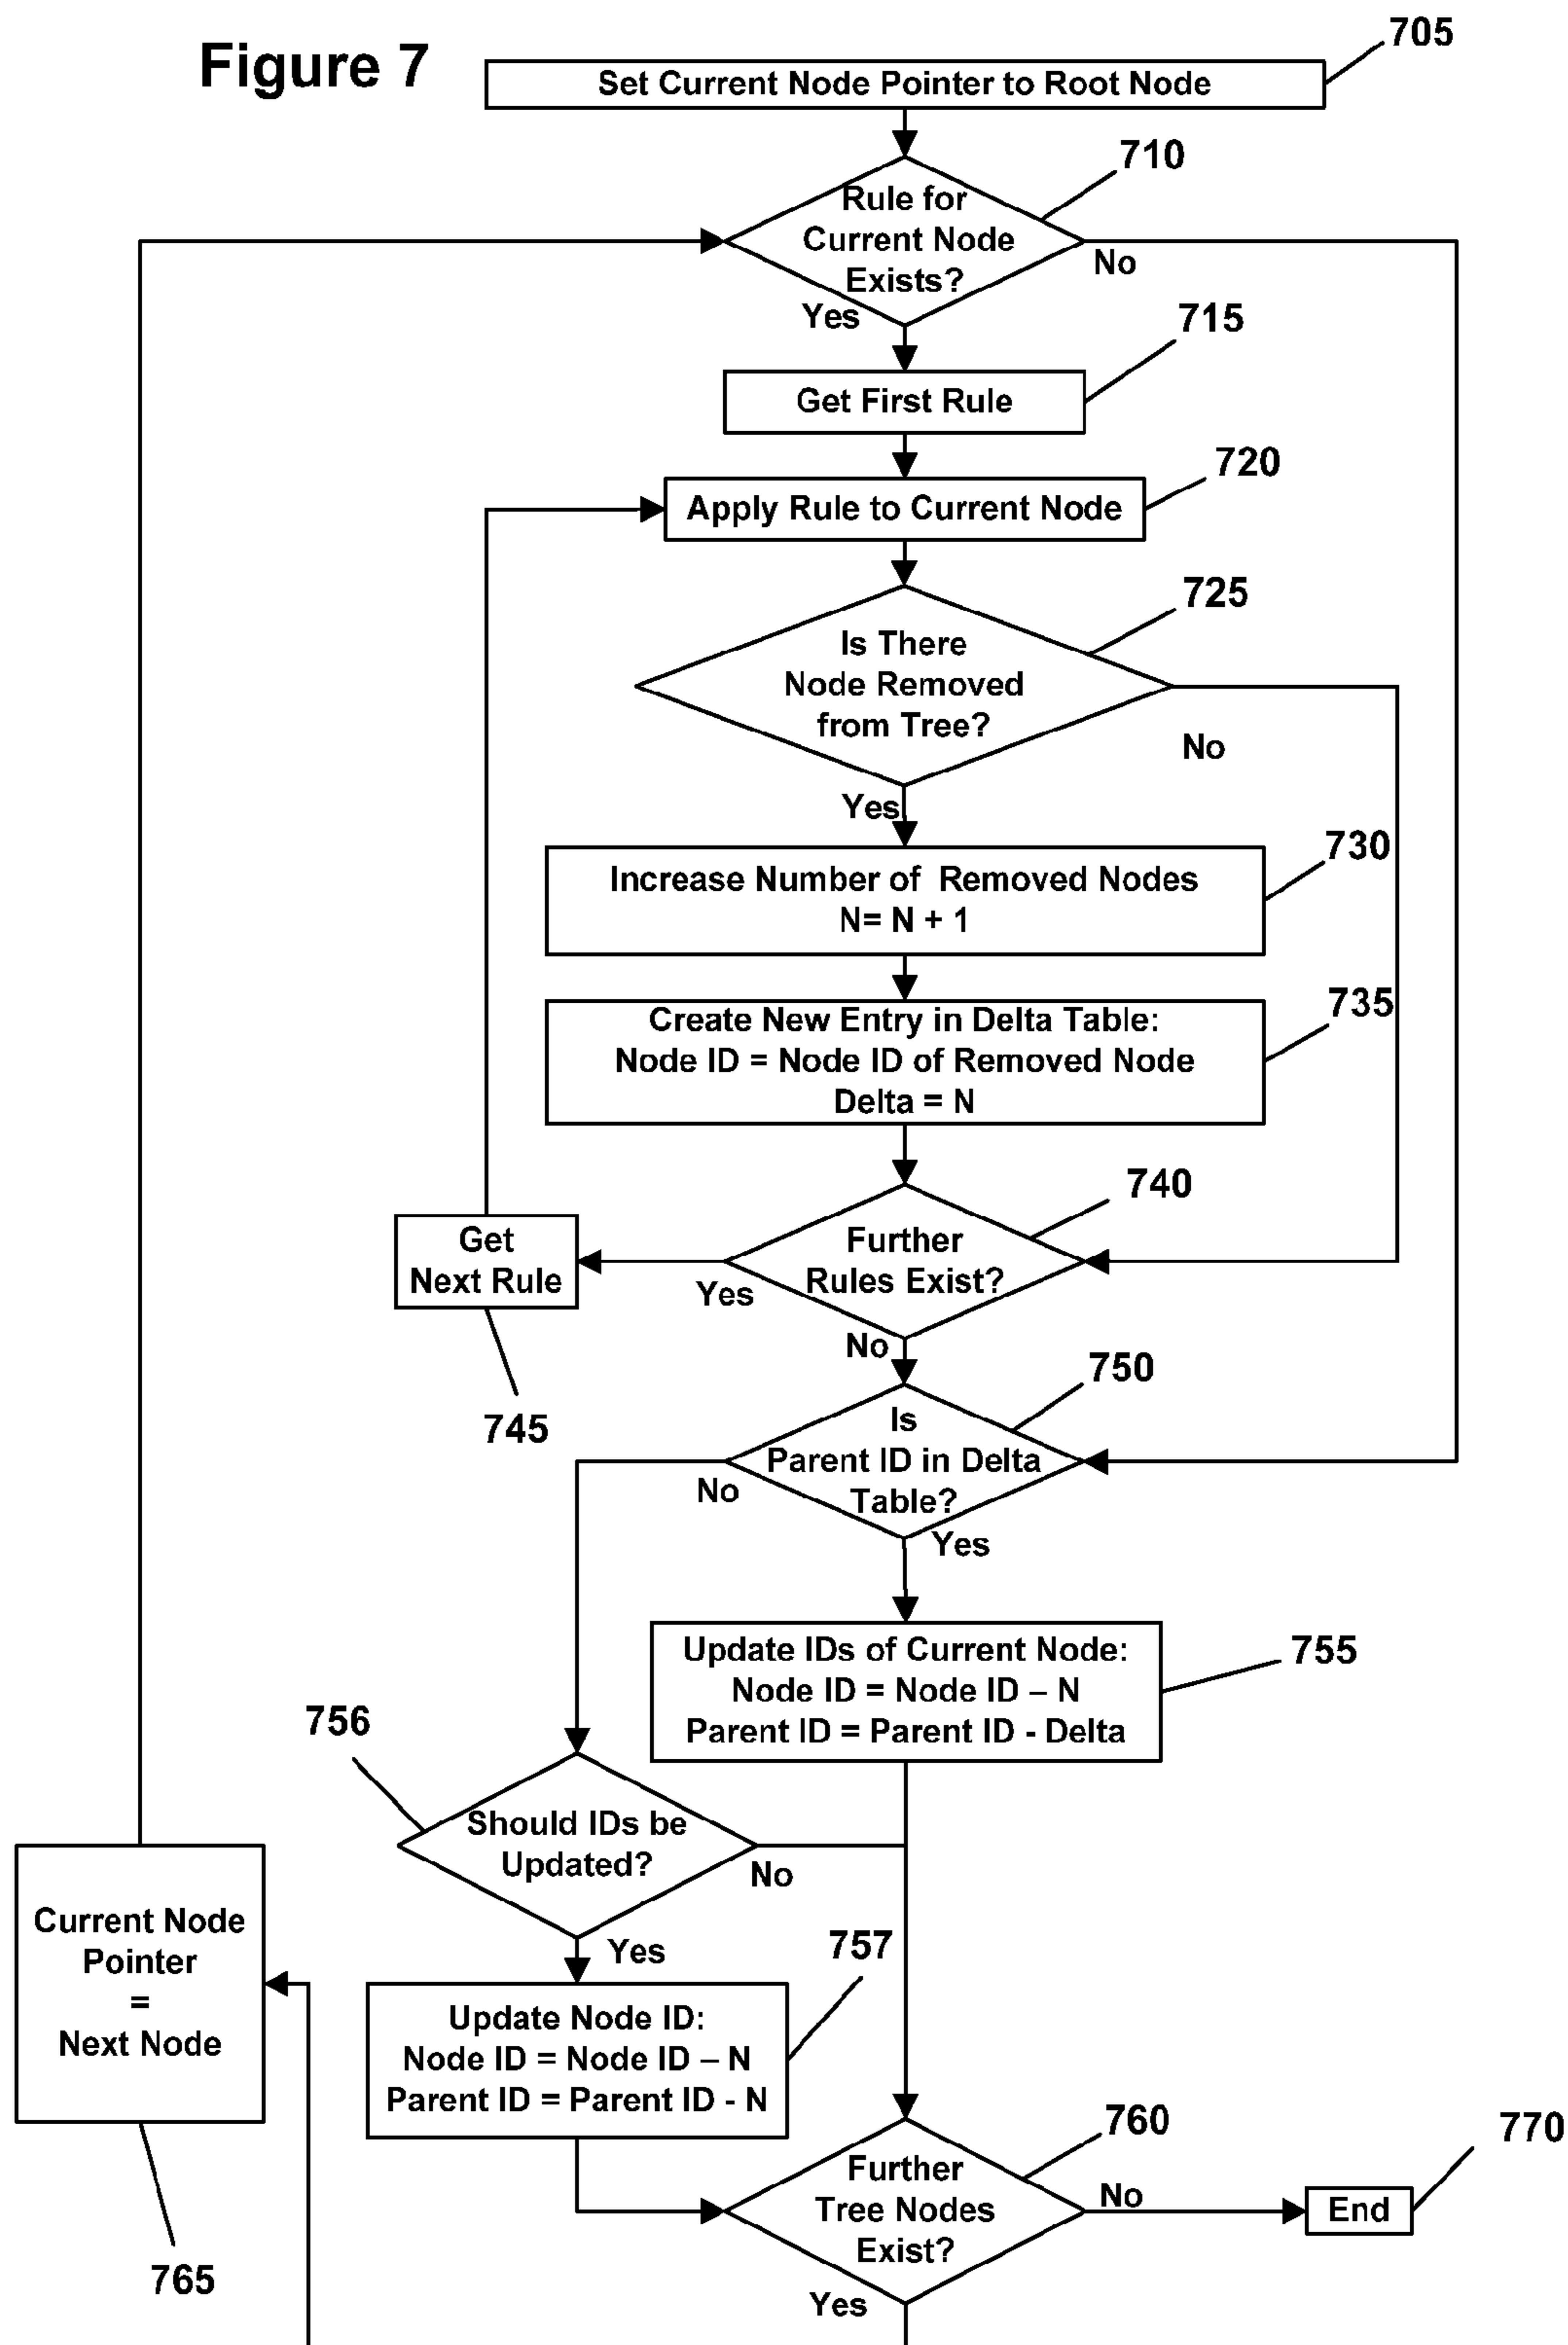 Figure 7
705
Set Current Node Pointer to Root Node
710
Rule for
Current Node
Exists?
No
Yes
715
Get First Rule
720
Apply Rule to Current Node
725
Is There
Node Removed
from Tree?
No
Yes
730
Increase Number of Removed Nodes
N= N + 1
735
Create New Entry in Delta Table:
Node ID = Node ID of Removed Node
Delta = N
740
Get
Next Rule
Further
Rules Exist?
Yes
No
745
750
Is
Parent ID in Delta
Table?
No
Yes
755
Update IDs of Current Node:
Node ID = Node ID – N
Parent ID = Parent ID - Delta
756
Should IDs be
Updated?
No
Yes
757
Current Node
Pointer
=
Next Node
Update Node ID:
Node ID = Node ID – N
Parent ID = Parent ID - N
760
770
Further
Tree Nodes
Exist?
No
End
765
Yes